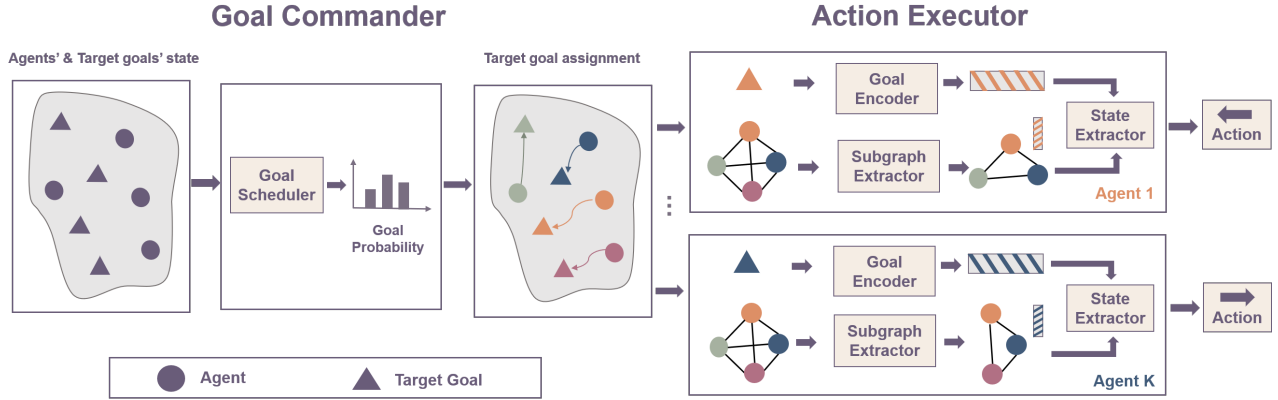 Goal Commander
Action Executor
Agents' & Target goals' state
Target goal assignment
Goal
Scheduler
Goal
Probability
Goal
Encoder
Subgraph
Extractor
State
Extractor
Action
Agent 1
Goal
Encoder
Subgraph
Extractor
State
Extractor
Action
Agent K
Agent
Target Goal